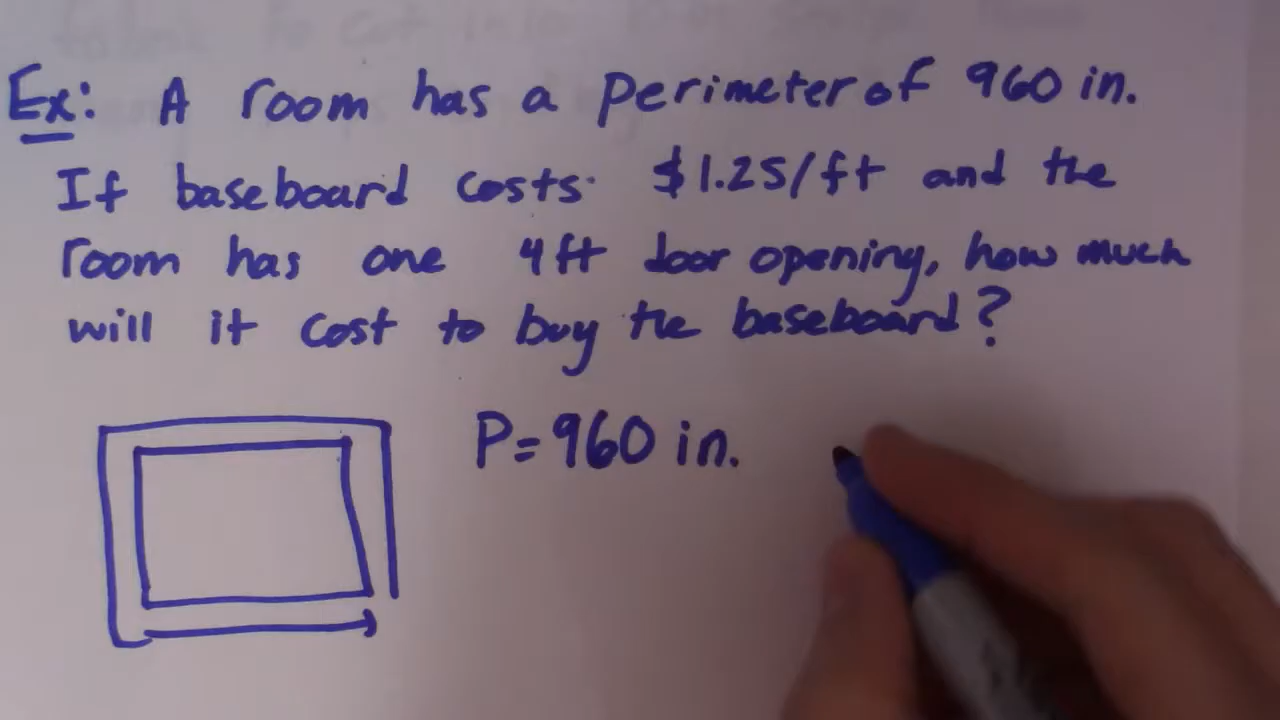 Ex: A room has a perimeter of 960 in.
If baseboard costs $1.25/ft and the
room has one 4ft door opening, how much
will it cost to buy the baseboard?
P=960 in.